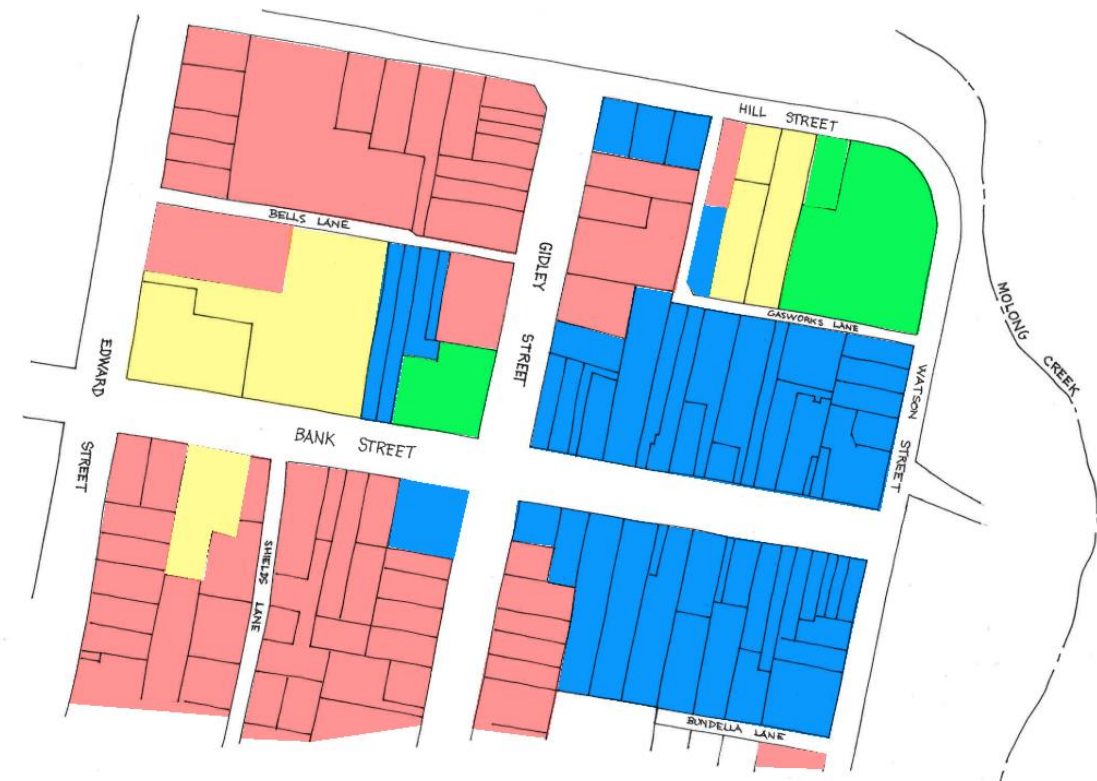 HILL STREET
BELLS LANE
GIDLEY
STREET
MOLONG
CREEK
GASWORKS LANE
EDWARD
STREET
WATSON
STREET
BANK STREET
SHIELDS
LANE
BUNDELLA LANE